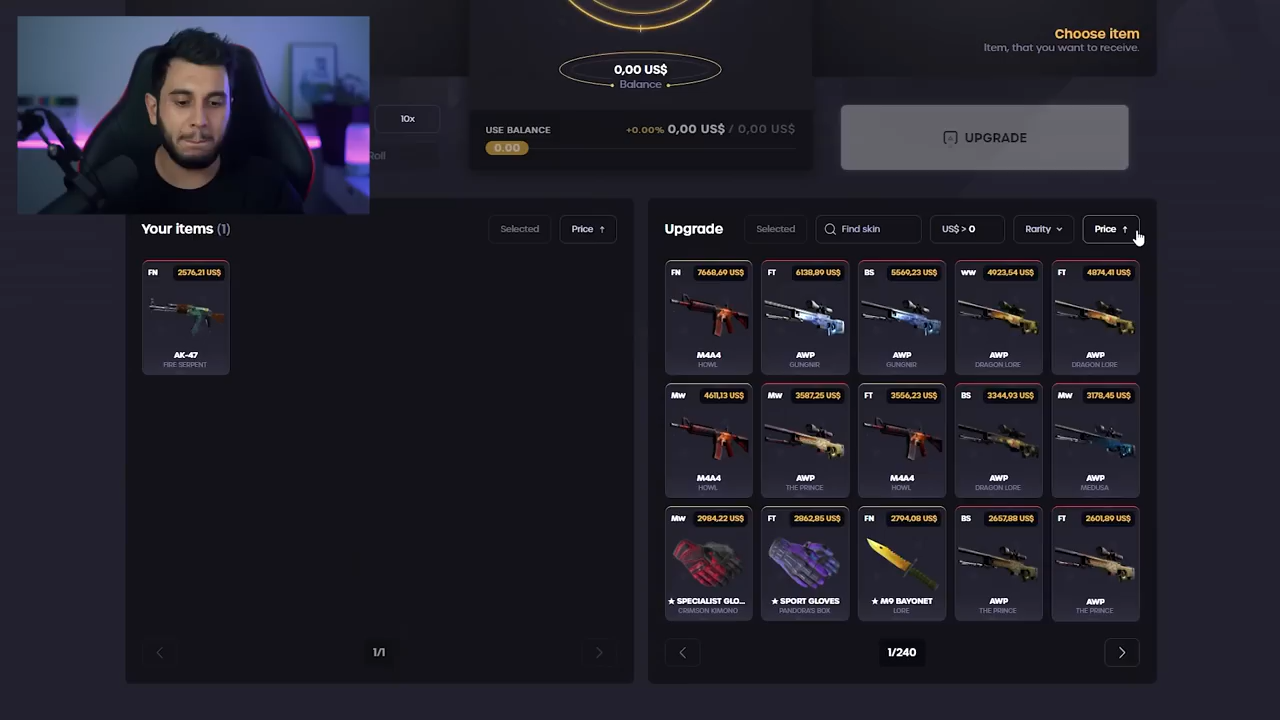 Choose item
Item, that you want to receive.
0,00 US$
Balance
10x
Roll
USE BALANCE
+0.00% 0,00 US$ / 0,00 US$
0.00
UPGRADE
Your items (1)
Selected
Price ↑
FN 2576,21 US$
AK-47
FIRE SERPENT
1/1
Upgrade
Selected
Find skin
US$ > 0
Rarity
Price ↑
FN 7668,69 US$
M4A4
HOWL
FT 6138,89 US$
AWP
GUNGNIR
BS 5569,23 US$
AWP
GUNGNIR
WW 4923,54 US$
AWP
DRAGON LORE
FT 4874,41 US$
AWP
DRAGON LORE
MW 4611,13 US$
M4A4
HOWL
MW 3587,25 US$
AWP
THE PRINCE
FT 3556,23 US$
M4A4
HOWL
BS 3344,93 US$
AWP
DRAGON LORE
MW 3178,45 US$
AWP
MEDUSA
MW 2984,22 US$
★ SPECIALIST GLO...
CRIMSON KIMONO
FT 2862,85 US$
★ SPORT GLOVES
PANDORA'S BOX
FN 2794,08 US$
★ M9 BAYONET
LORE
BS 2657,88 US$
AWP
THE PRINCE
FT 2601,89 US$
AWP
THE PRINCE
1/240